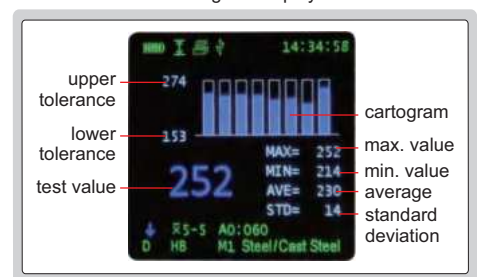 14:34:58
upper tolerance
274
cartogram
lower tolerance
153
MAX= 252
max. value
MIN= 214
min. value
test value
252
AVE= 230
average
STD= 14
standard deviation
x̄5-5 A0:060
D HB M1 Steel/Cast Steel